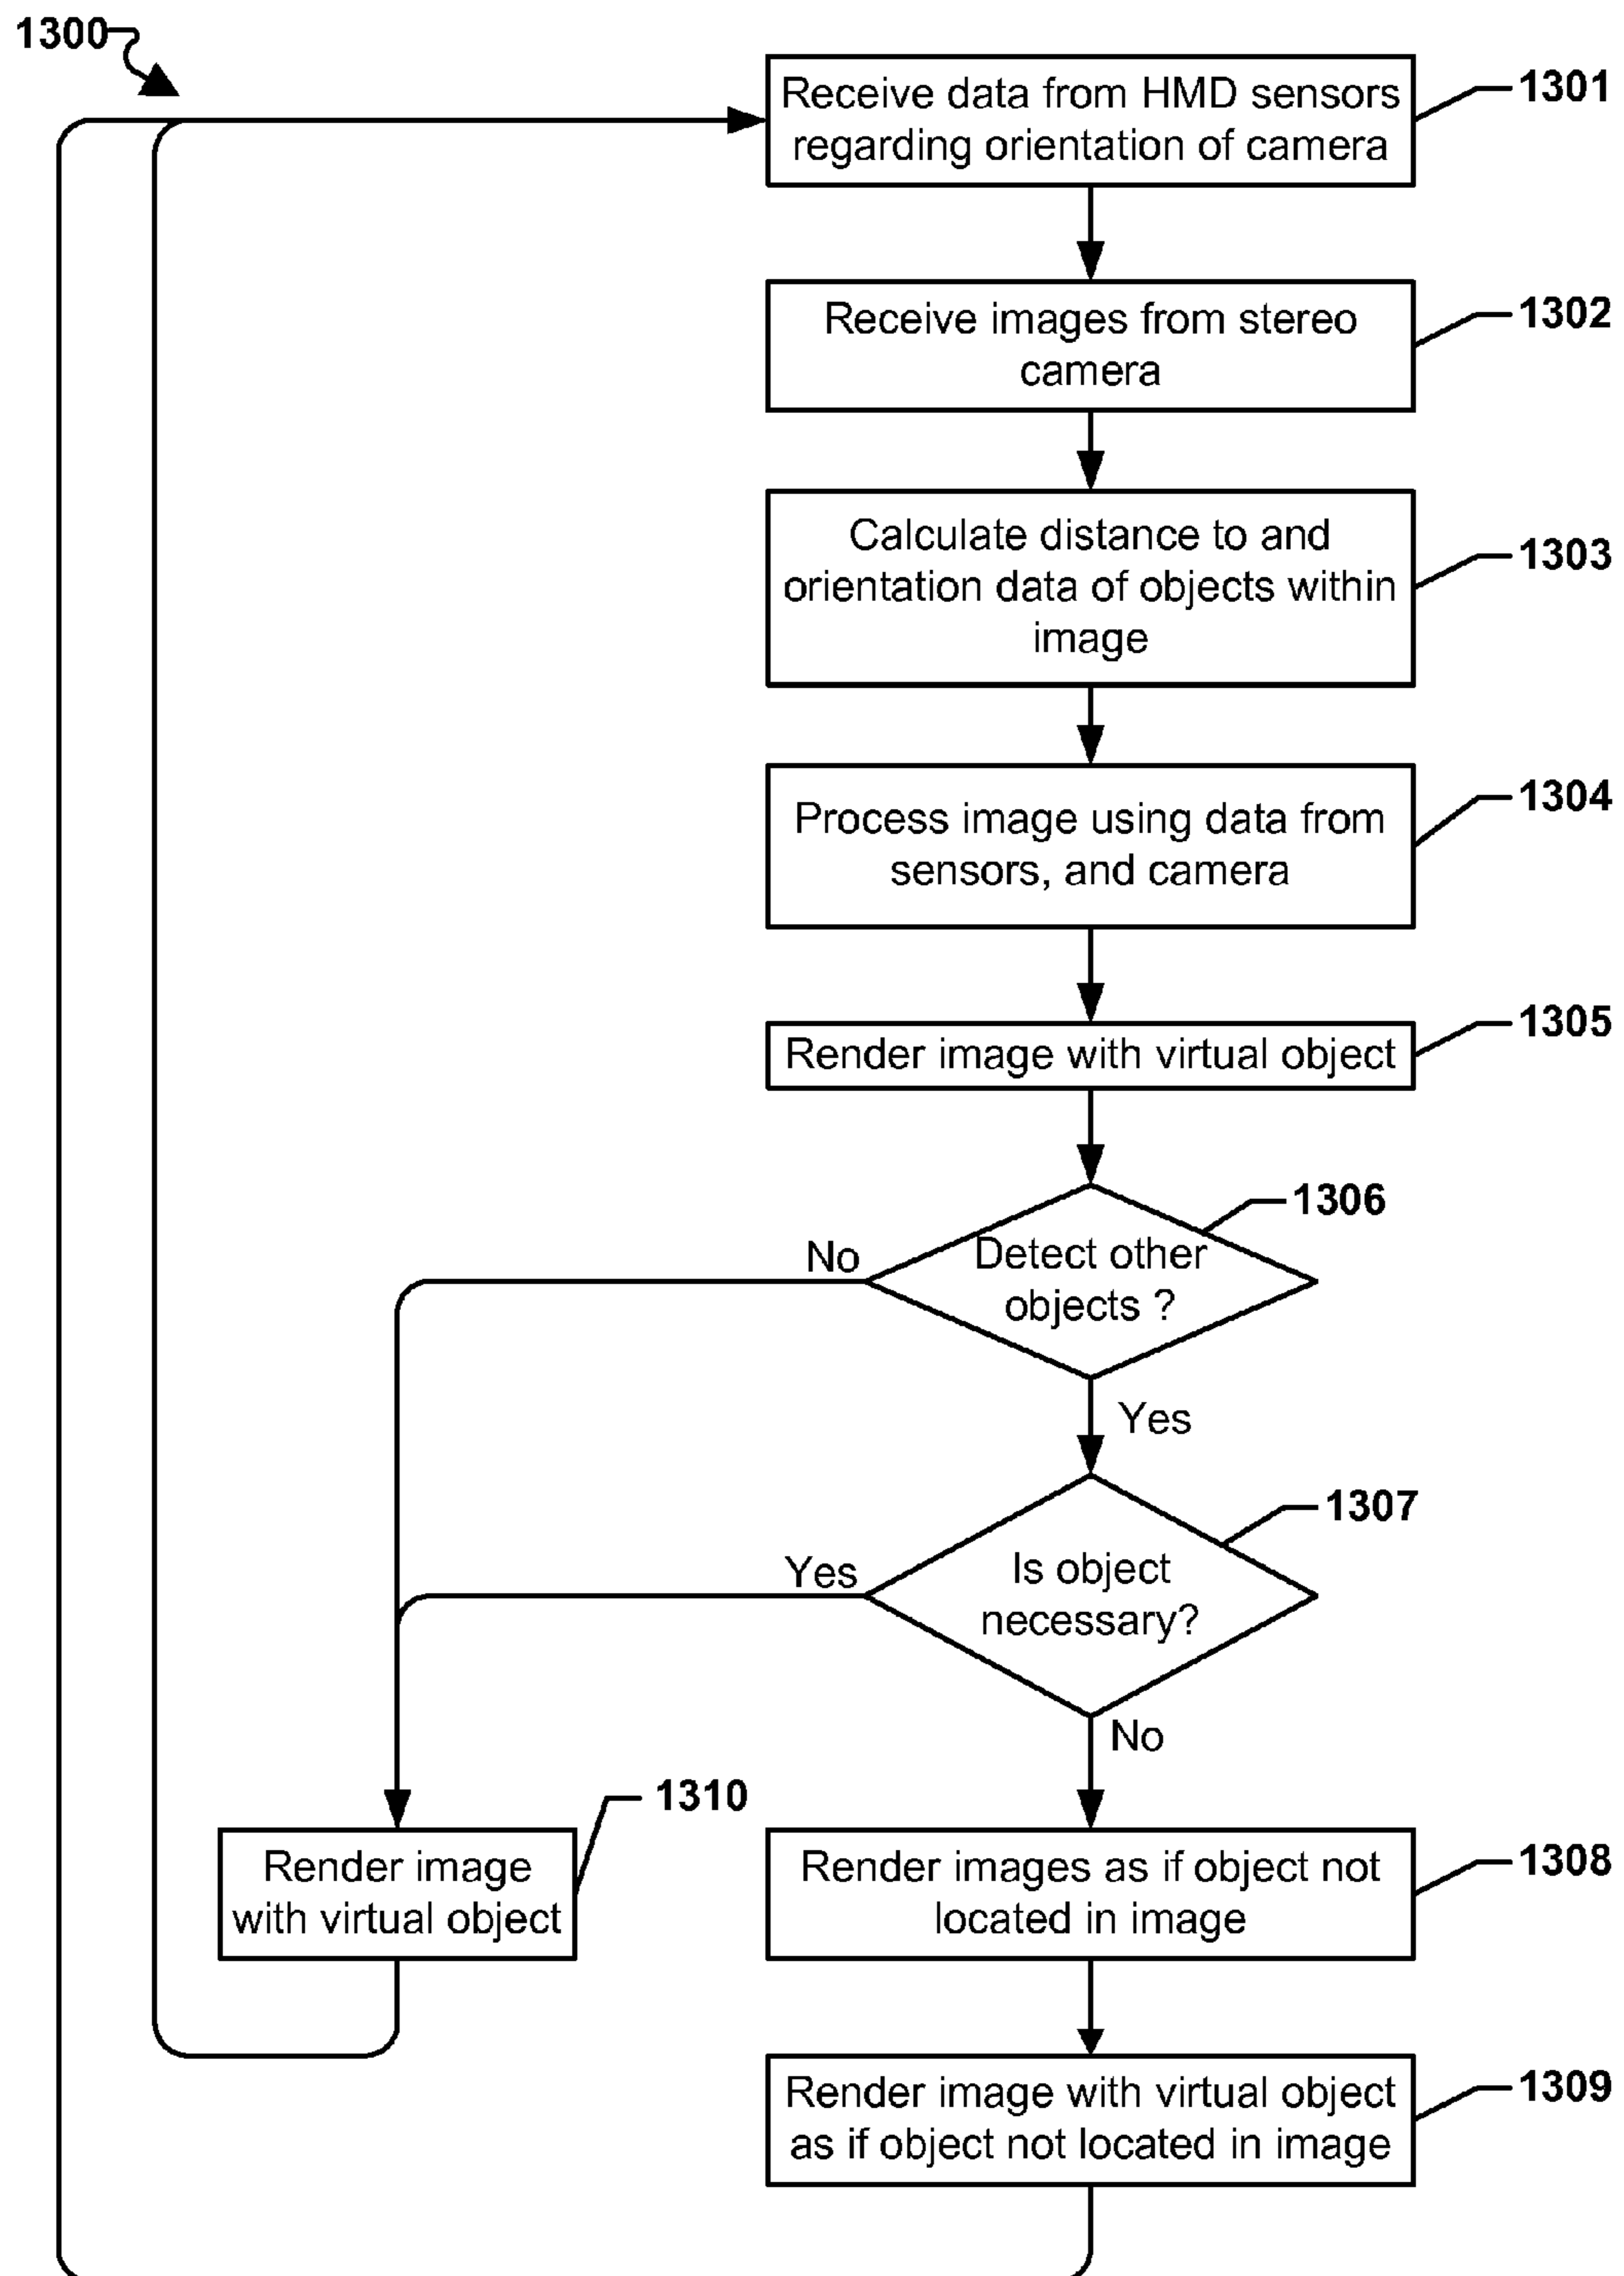 1300
Receive data from HMD sensors
regarding orientation of camera
1301
Receive images from stereo
camera
1302
Calculate distance to and
orientation data of objects within
image
1303
Process image using data from
sensors, and camera
1304
Render image with virtual object
1305
Detect other
objects ?
1306
No
Yes
Is object
necessary?
1307
Yes
No
Render image
with virtual object
1310
Render images as if object not
located in image
1308
Render image with virtual object
as if object not located in image
1309